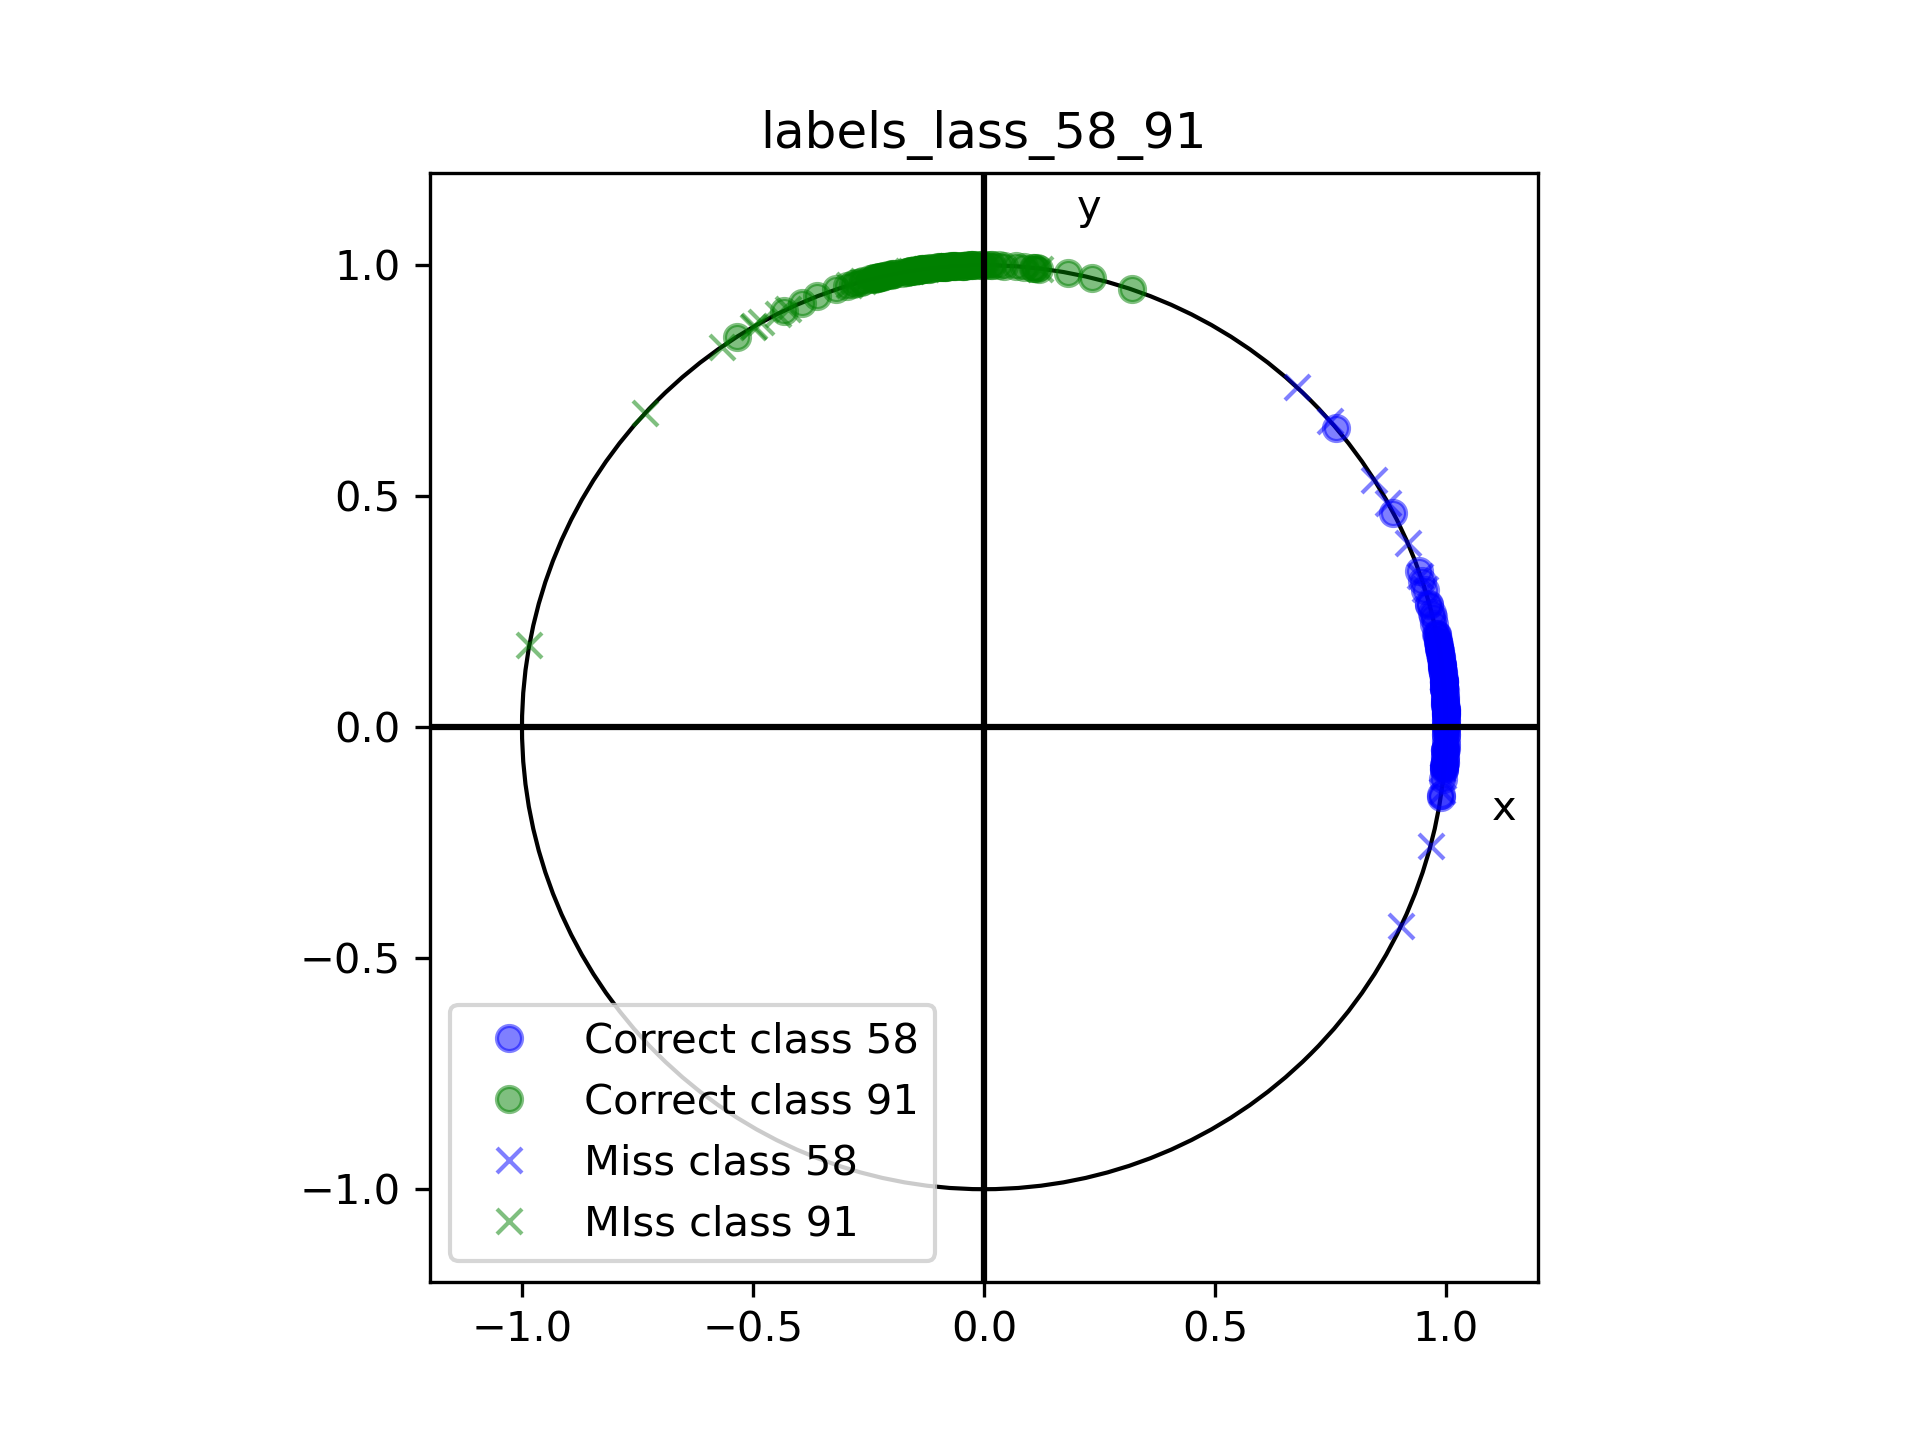 labels_lass_58_91
y
1.0
0.5
0.0
x
−0.5
−1.0
Correct class 58
Correct class 91
Miss class 58
MIss class 91
−1.0 −0.5 0.0 0.5 1.0